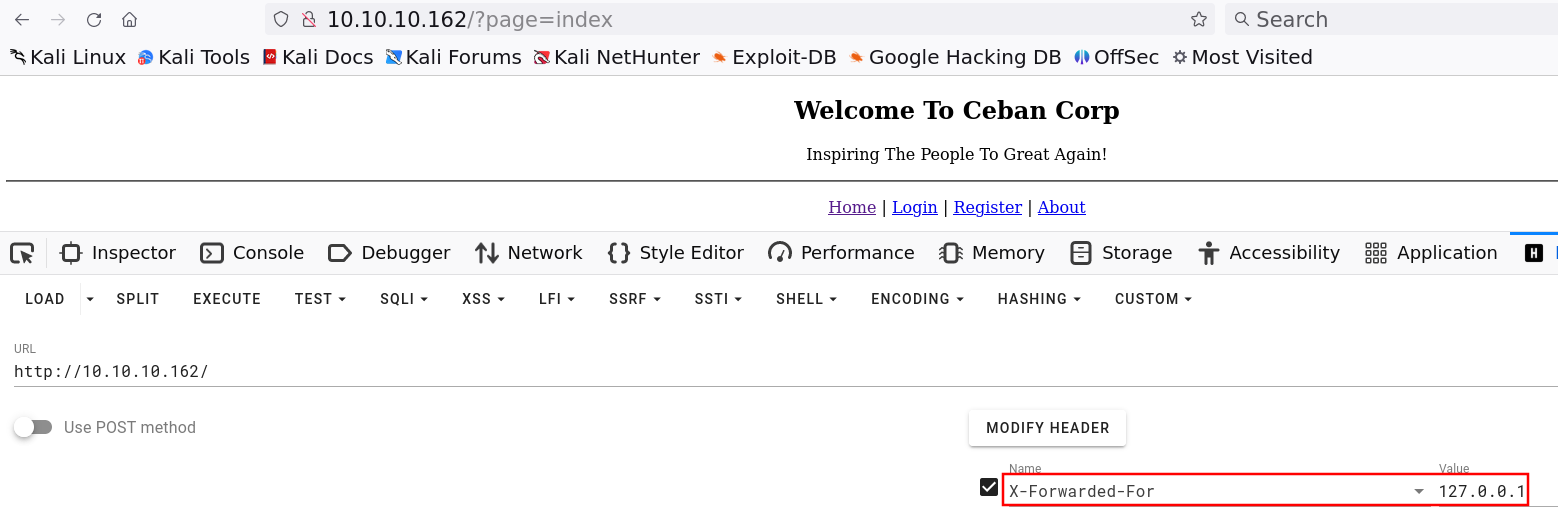 10.10.10.162/?page=index Search
Kali Linux Kali Tools Kali Docs Kali Forums Kali NetHunter Exploit-DB Google Hacking DB OffSec Most Visited
Welcome To Ceban Corp
Inspiring The People To Great Again!
Home | Login | Register | About
Inspector Console Debugger Network Style Editor Performance Memory Storage Accessibility Application H
LOAD SPLIT EXECUTE TEST SQLI XSS LFI SSRF SSTI SHELL ENCODING HASHING CUSTOM
URL
http://10.10.10.162/
Use POST method MODIFY HEADER
Name Value
X-Forwarded-For 127.0.0.1